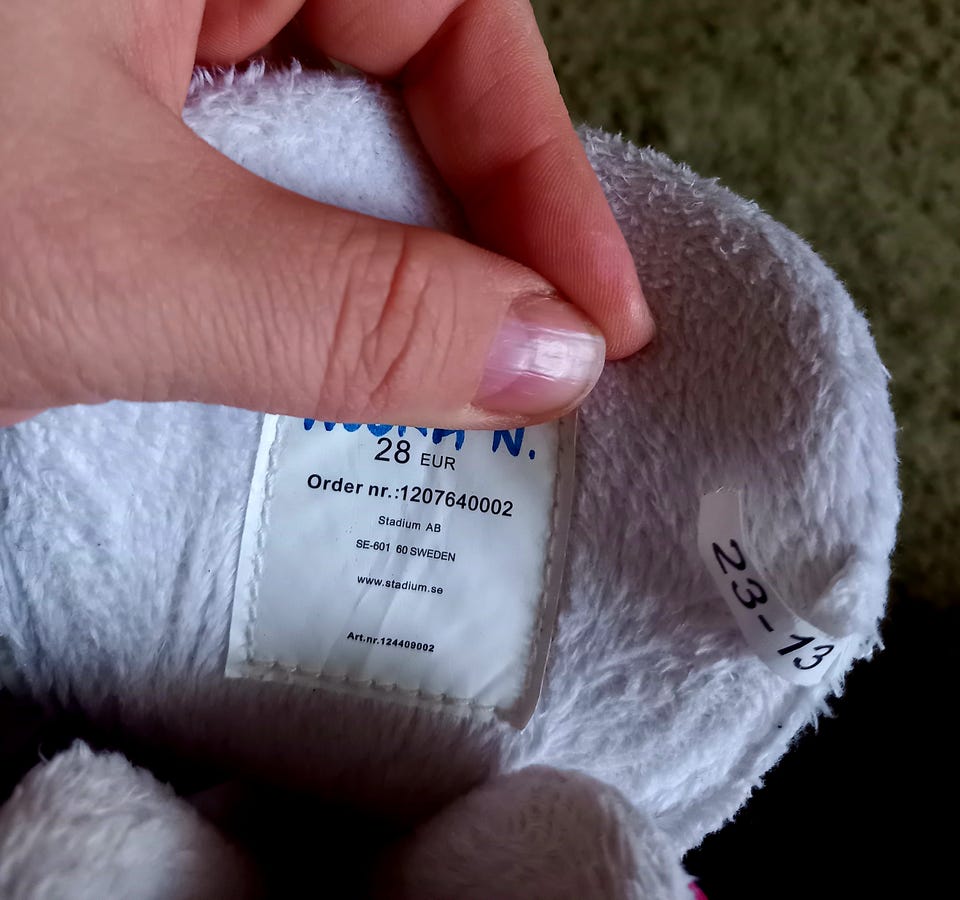 N.
28 EUR
Order nr.:1207640002
Stadium AB
SE-601 60 SWEDEN
www.stadium.se
Art.nr.124409002
23-13